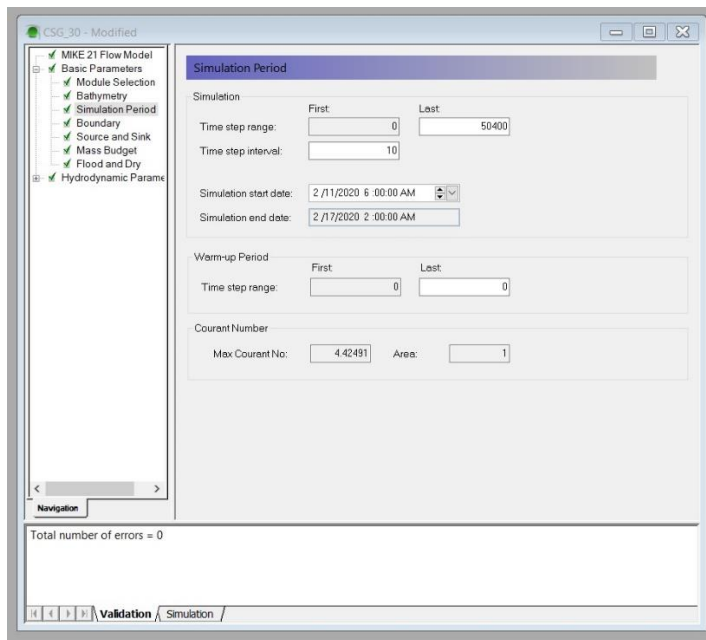 CSG_30 - Modified
MIKE 21 Flow Model
Basic Parameters
Module Selection
Bathymetry
Simulation Period
Boundary
Source and Sink
Mass Budget
Flood and Dry
Hydrodynamic Parame
Navigation
Simulation Period
Simulation
First: Last:
Time step range: 0 50400
Time step interval: 10
Simulation start date: 2 /11/2020 6 :00:00 AM
Simulation end date: 2 /17/2020 2 :00:00 AM
Warm-up Period
First: Last:
Time step range: 0 0
Courant Number
Max Courant No: 4.42491 Area: 1
Total number of errors = 0
Validation Simulation